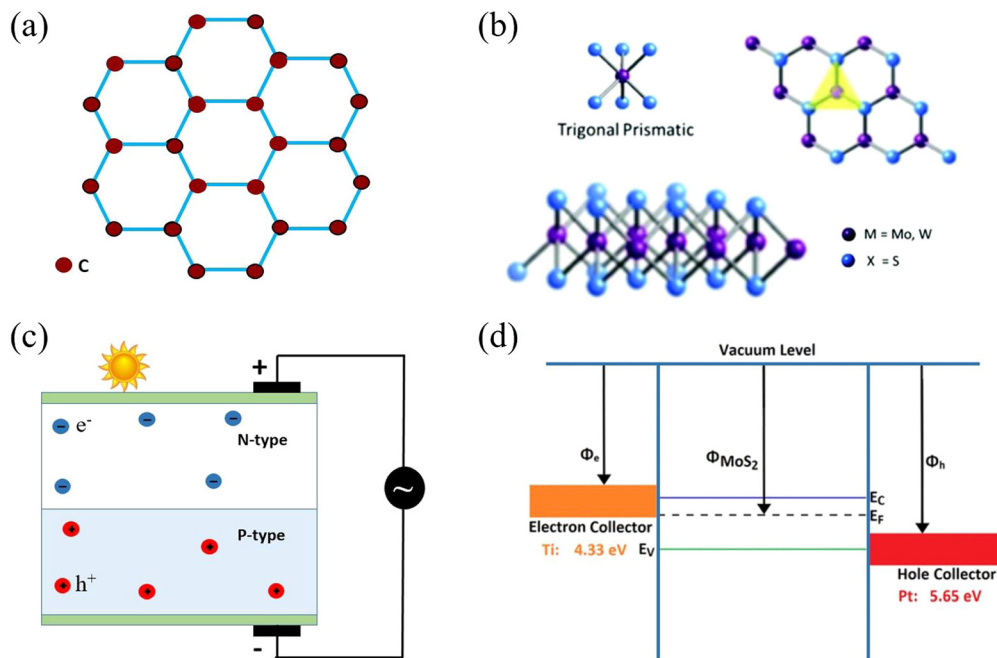 (a)
C
(b)
Trigonal Prismatic
M = Mo, W
X = S
(c)
+
e⁻
N-type
P-type
h⁺
-
~
(d)
Vacuum Level
Φe
ΦMoS₂
Φh
EC
EF
EV
Electron Collector
Ti: 4.33 eV
Hole Collector
Pt: 5.65 eV